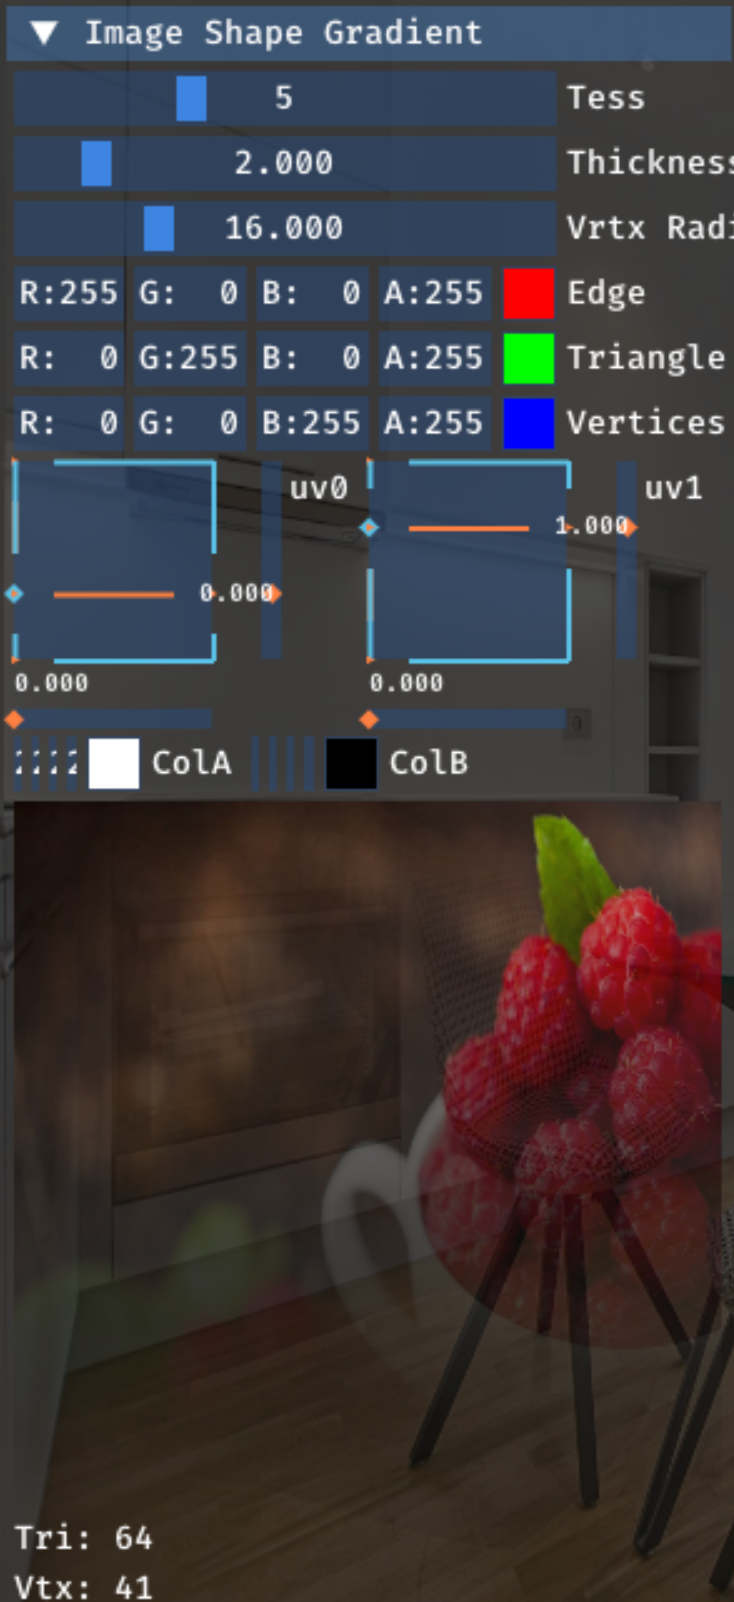 Image Shape Gradient
5 Tess
2.000 Thickness
16.000 Vrtx Radi
R:255 G: 0 B: 0 A:255 Edge
R: 0 G:255 B: 0 A:255 Triangle
R: 0 G: 0 B:255 A:255 Vertices
uv0 uv1
1.000
0.000
0.000 0.000
ColA ColB
Tri: 64
Vtx: 41